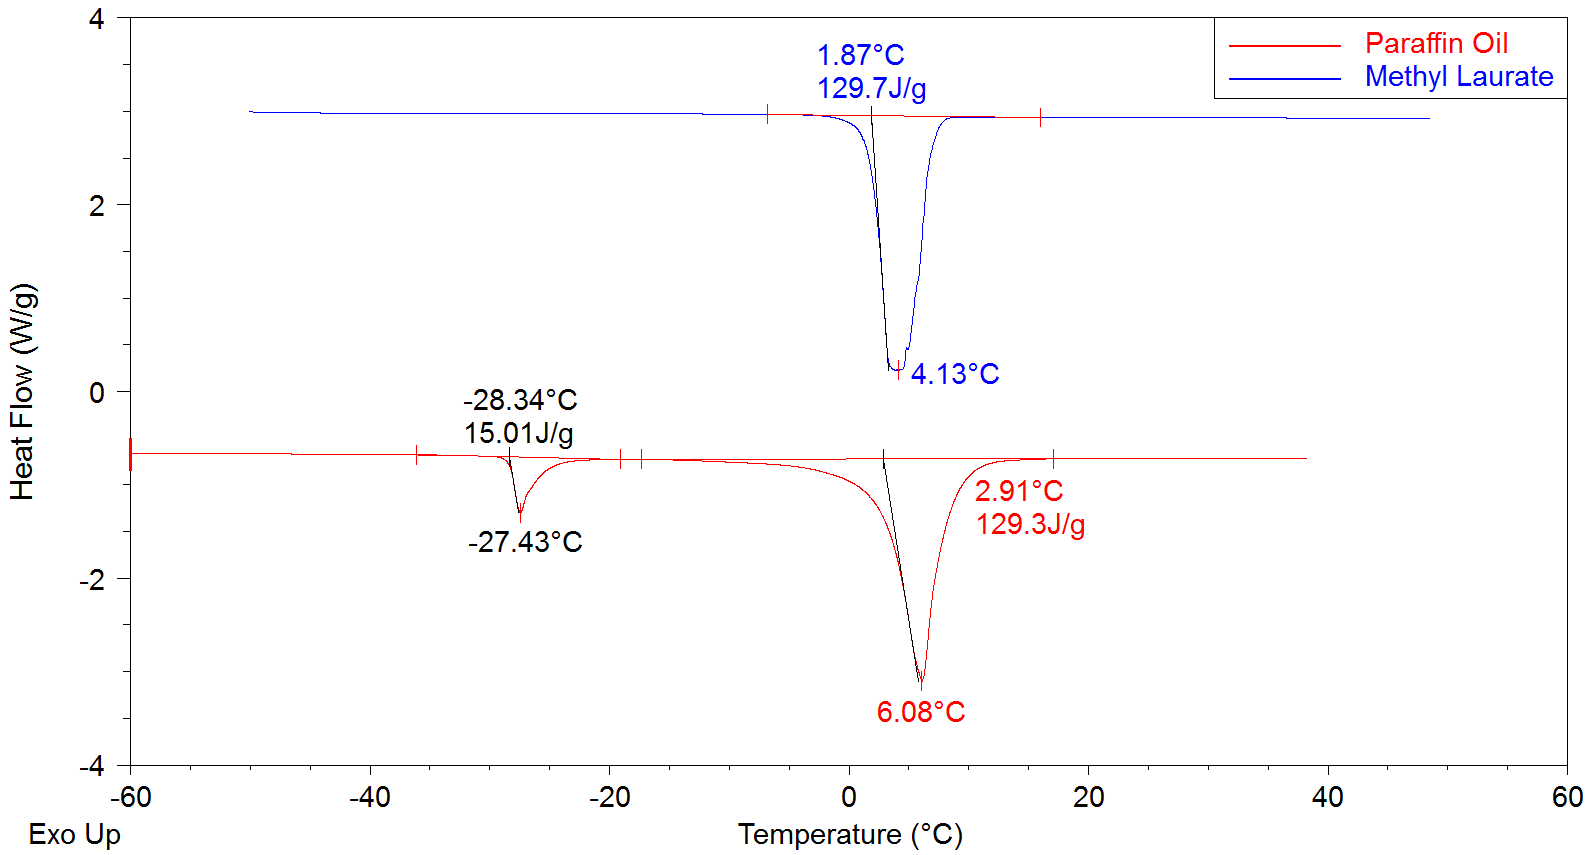 4
2
0
-2
-4
Heat Flow (W/g)
Paraffin Oil
Methyl Laurate
1.87°C
129.7J/g
4.13°C
-28.34°C
15.01J/g
-27.43°C
2.91°C
129.3J/g
6.08°C
-60 -40 -20 0 20 40 60
Exo Up
Temperature (°C)